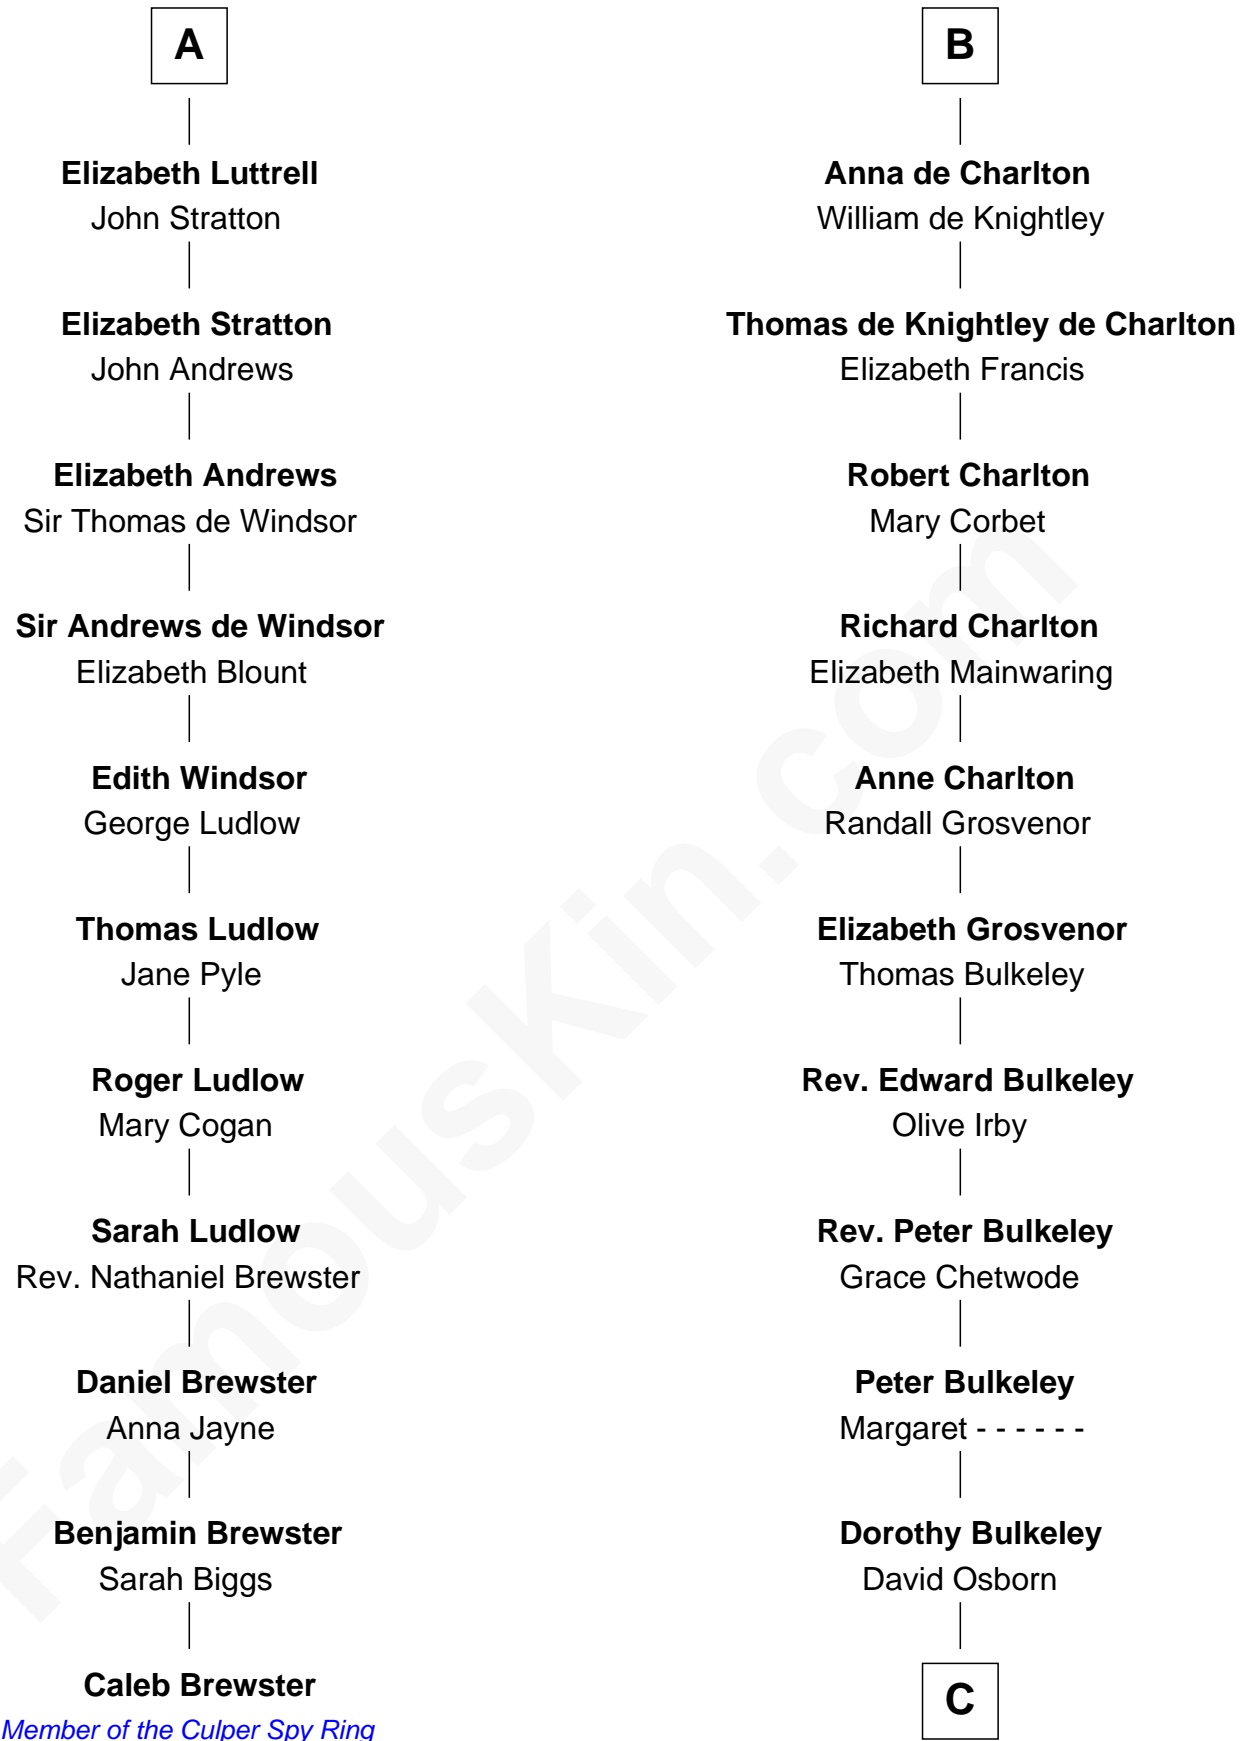 A
Elizabeth Luttrell
John Stratton
Elizabeth Stratton
John Andrews
Elizabeth Andrews
Sir Thomas de Windsor
Sir Andrews de Windsor
Elizabeth Blount
Edith Windsor
George Ludlow
Thomas Ludlow
Jane Pyle
Roger Ludlow
Mary Cogan
Sarah Ludlow
Rev. Nathaniel Brewster
Daniel Brewster
Anna Jayne
Benjamin Brewster
Sarah Biggs
Caleb Brewster
Member of the Culper Spy Ring
B
Anna de Charlton
William de Knightley
Thomas de Knightley de Charlton
Elizabeth Francis
Robert Charlton
Mary Corbet
Richard Charlton
Elizabeth Mainwaring
Anne Charlton
Randall Grosvenor
Elizabeth Grosvenor
Thomas Bulkeley
Rev. Edward Bulkeley
Olive Irby
Rev. Peter Bulkeley
Grace Chetwode
Peter Bulkeley
Margaret - - - - - -
Dorothy Bulkeley
David Osborn
C
FamousKin.com